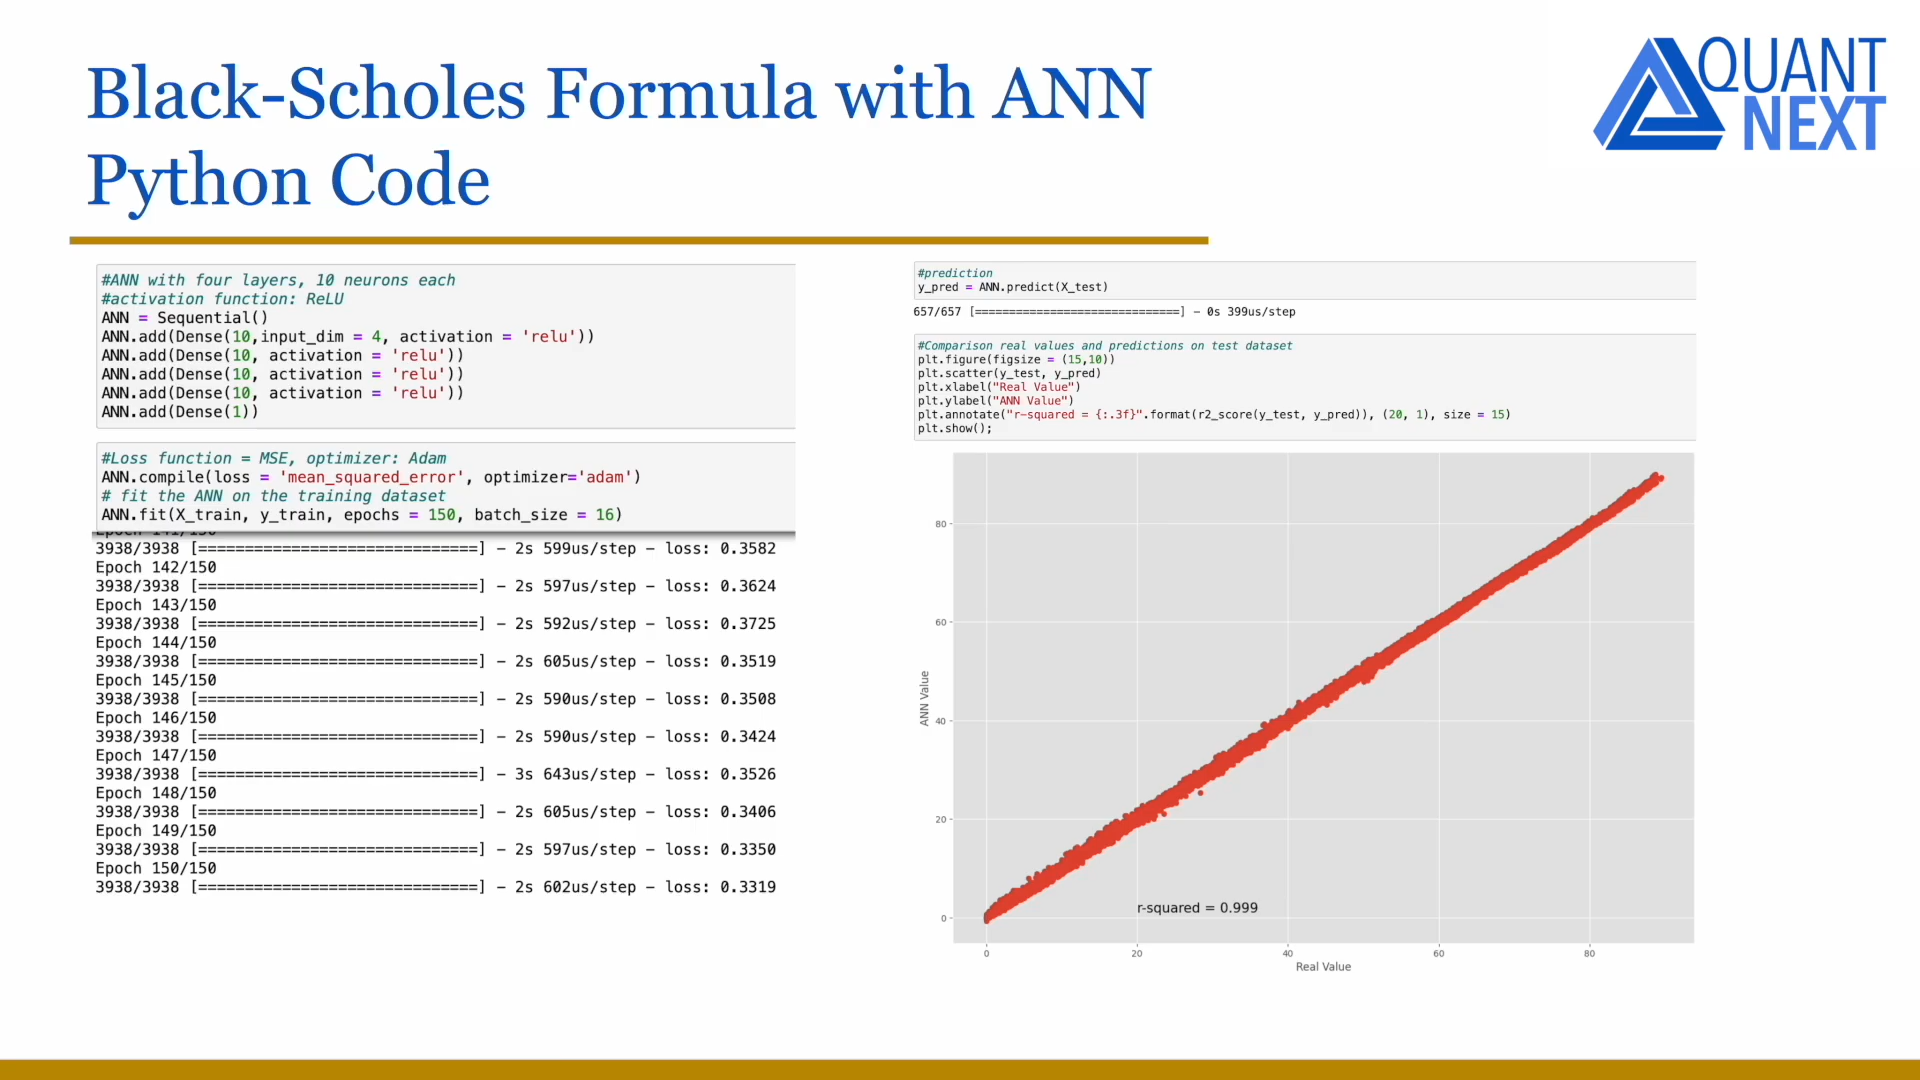 Black-Scholes Formula with ANN
Python Code
QUANT
NEXT
#ANN with four layers, 10 neurons each
#activation function: ReLU
ANN = Sequential()
ANN.add(Dense(10,input_dim = 4, activation = 'relu'))
ANN.add(Dense(10, activation = 'relu'))
ANN.add(Dense(10, activation = 'relu'))
ANN.add(Dense(10, activation = 'relu'))
ANN.add(Dense(1))
#Loss function = MSE, optimizer: Adam
ANN.compile(loss = 'mean_squared_error', optimizer='adam')
# fit the ANN on the training dataset
ANN.fit(X_train, y_train, epochs = 150, batch_size = 16)
Epoch 141/150
3938/3938 [==============================] - 2s 599us/step - loss: 0.3582
Epoch 142/150
3938/3938 [==============================] - 2s 597us/step - loss: 0.3624
Epoch 143/150
3938/3938 [==============================] - 2s 592us/step - loss: 0.3725
Epoch 144/150
3938/3938 [==============================] - 2s 605us/step - loss: 0.3519
Epoch 145/150
3938/3938 [==============================] - 2s 590us/step - loss: 0.3508
Epoch 146/150
3938/3938 [==============================] - 2s 590us/step - loss: 0.3424
Epoch 147/150
3938/3938 [==============================] - 3s 643us/step - loss: 0.3526
Epoch 148/150
3938/3938 [==============================] - 2s 605us/step - loss: 0.3406
Epoch 149/150
3938/3938 [==============================] - 2s 597us/step - loss: 0.3350
Epoch 150/150
3938/3938 [==============================] - 2s 602us/step - loss: 0.3319
#prediction
y_pred = ANN.predict(X_test)
657/657 [==============================] - 0s 399us/step
#Comparison real values and predictions on test dataset
plt.figure(figsize = (15,10))
plt.scatter(y_test, y_pred)
plt.xlabel("Real Value")
plt.ylabel("ANN Value")
plt.annotate("r-squared = {:.3f}".format(r2_score(y_test, y_pred)), (20, 1), size = 15)
plt.show();
ANN Value
80
60
40
20
0
r-squared = 0.999
0 20 40 60 80
Real Value